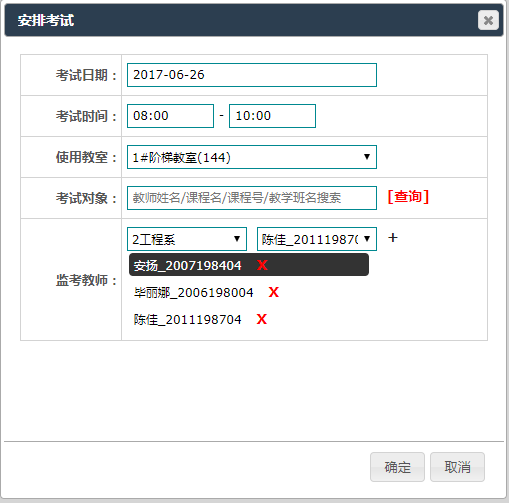 安排考试
考试日期： 2017-06-26
考试时间： 08:00 - 10:00
使用教室： 1#阶梯教室(144)
考试对象： 教师姓名/课程名/课程号/教学班名搜索 [查询]
2工程系 陈佳_20111987 +
监考教师：
安扬_2007198404 X
毕丽娜_2006198004 X
陈佳_2011198704 X
确定 取消